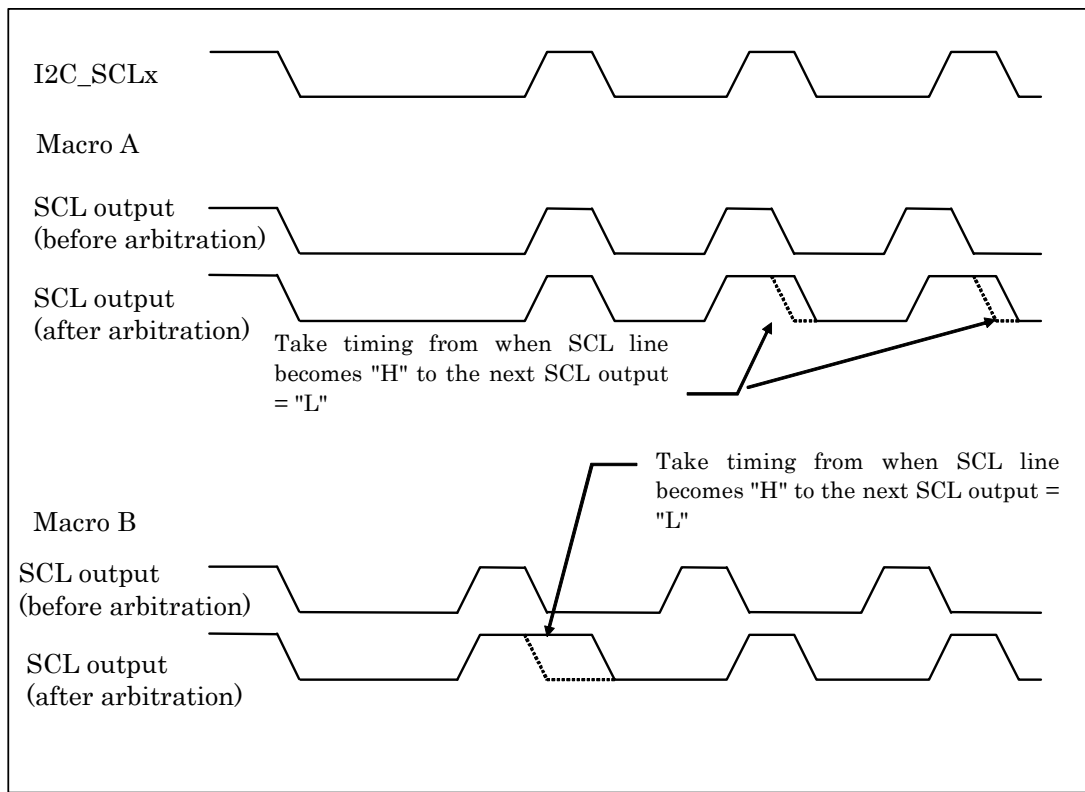 I2C_SCLx
Macro A
SCL output
(before arbitration)
SCL output
(after arbitration)
Take timing from when SCL line
becomes "H" to the next SCL output
= "L"
Take timing from when SCL line
becomes "H" to the next SCL output =
"L"
Macro B
SCL output
(before arbitration)
SCL output
(after arbitration)